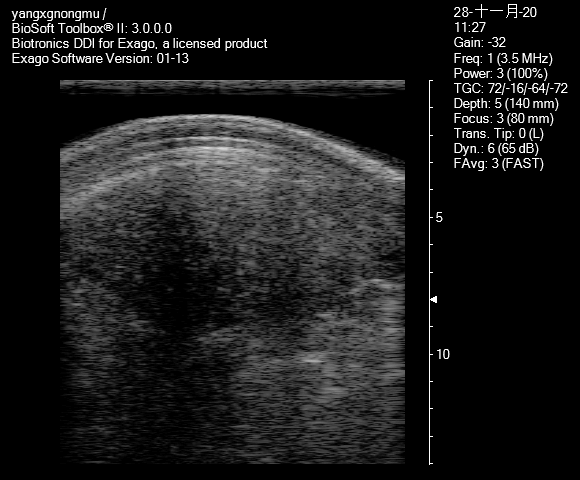 yangxgnongmu /
BioSoft Toolbox® II: 3.0.0.0
Biotronics DDI for Exago, a licensed product
Exago Software Version: 01-13
28-十一月-20
11:27
Gain: -32
Freq: 1 (3.5 MHz)
Power: 3 (100%)
TGC: 72/-16/-64/-72
Depth: 5 (140 mm)
Focus: 3 (80 mm)
Trans. Tip: 0 (L)
Dyn.: 6 (65 dB)
FAvg: 3 (FAST)
5
10